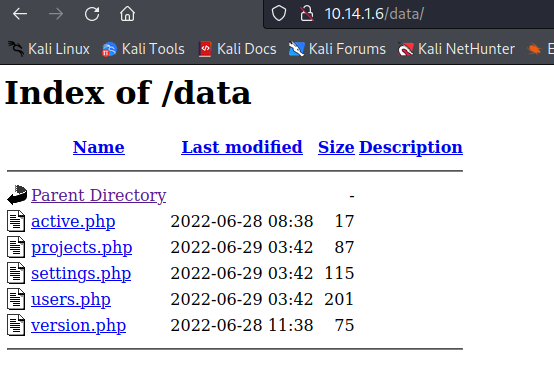 10.14.1.6/data/
Kali Linux Kali Tools Kali Docs Kali Forums Kali NetHunter
Index of /data
Name Last modified Size Description
Parent Directory -
active.php 2022-06-28 08:38 17
projects.php 2022-06-29 03:42 87
settings.php 2022-06-29 03:42 115
users.php 2022-06-29 03:42 201
version.php 2022-06-28 11:38 75